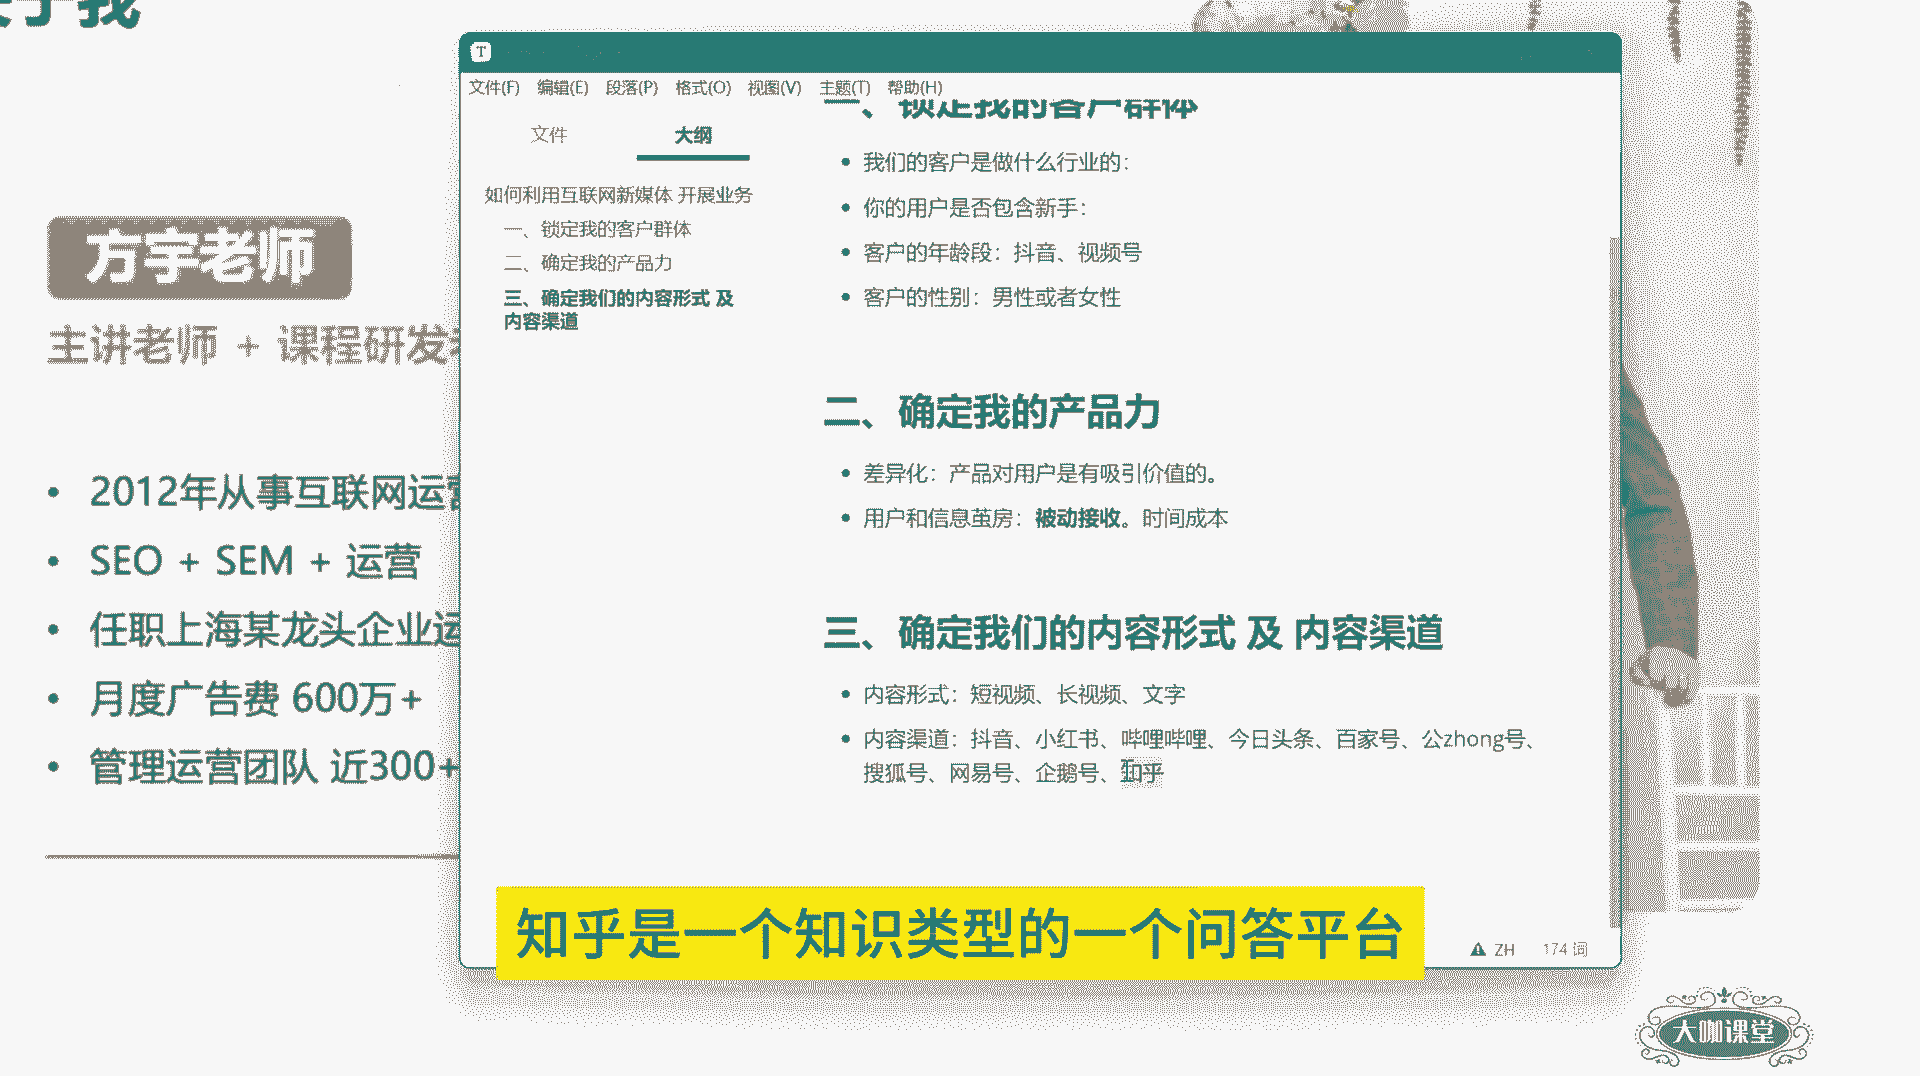 于我
方宇老师
主讲老师 + 课程研发
2012年从事互联网运营
SEO + SEM + 运营
任职上海某龙头企业运
月度广告费 600万+
管理运营团队 近300+
T
文件(F) 编辑(E) 段落(P) 格式(O) 视图(V) 主题(T) 帮助(H)
文件 大纲
如何利用互联网新媒体 开展业务
一、锁定我的客户群体
二、确定我的产品力
三、确定我们的内容形式 及
内容渠道
一、锁定我的客户群体
我们的客户是做什么行业的:
你的用户是否包含新手:
客户的年龄段:抖音、视频号
客户的性别:男性或者女性
二、确定我的产品力
差异化:产品对用户是有吸引价值的。
用户和信息茧房:被动接收。时间成本
三、确定我们的内容形式 及 内容渠道
内容形式:短视频、长视频、文字
内容渠道:抖音、小红书、哔哩哔哩、今日头条、百家号、公zhong号、
搜狐号、网易号、企鹅号、知乎
ZH 174 词
知乎是一个知识类型的一个问答平台
大咖课堂